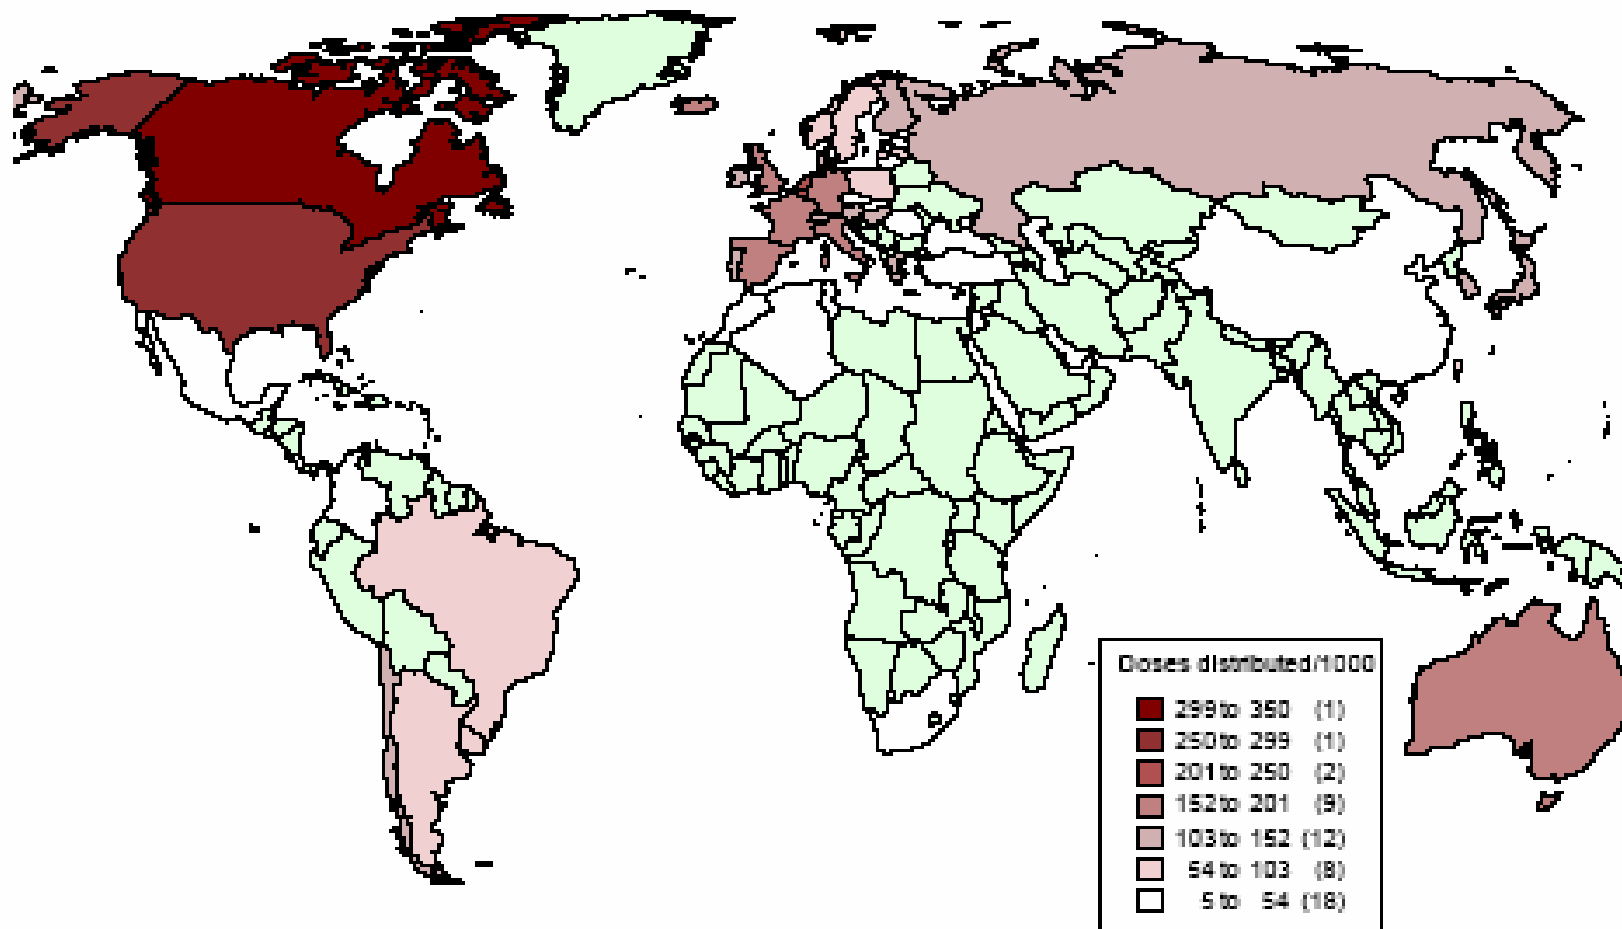 Doses distributed/1000
299 to 350 (1)
250 to 299 (1)
201 to 250 (2)
152 to 201 (9)
103 to 152 (12)
54 to 103 (8)
5 to 54 (18)